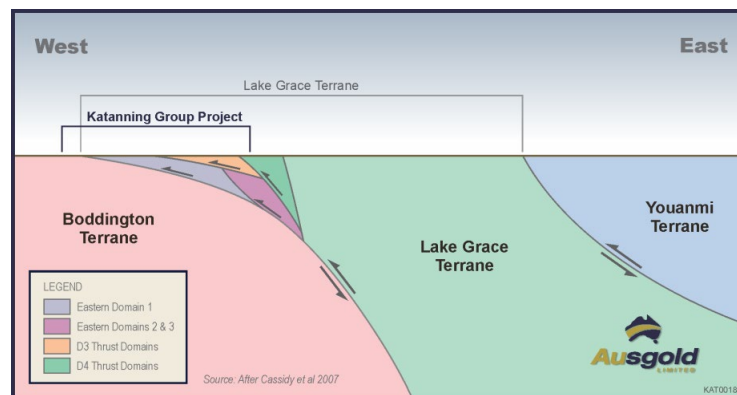 West
East
Lake Grace Terrane
Katanning Group Project
Boddington
Terrane
Lake Grace
Terrane
Youanmi
Terrane
LEGEND
Eastern Domain 1
Eastern Domains 2 & 3
D3 Thrust Domains
D4 Thrust Domains
Source: After Cassidy et al 2007
Ausgold
LIMITED
KAT0018